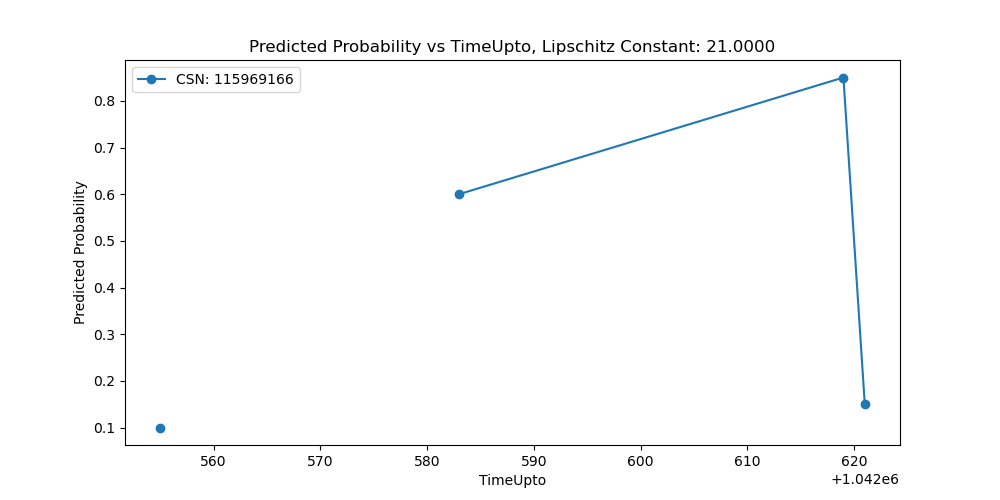 Predicted Probability vs TimeUpto, Lipschitz Constant: 21.0000
CSN: 115969166
Predicted Probability
0.8
0.7
0.6
0.5
0.4
0.3
0.2
0.1
560 570 580 590 600 610 620
+1.042e6
TimeUpto